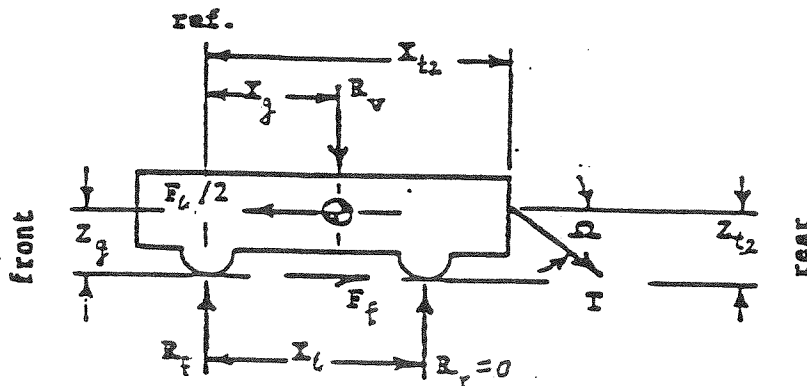 ref.
X_t2
X_g R_v
F_L/2
front Z_g Ω Z_t2 rear
F_f T
R_f X_L R_r=0